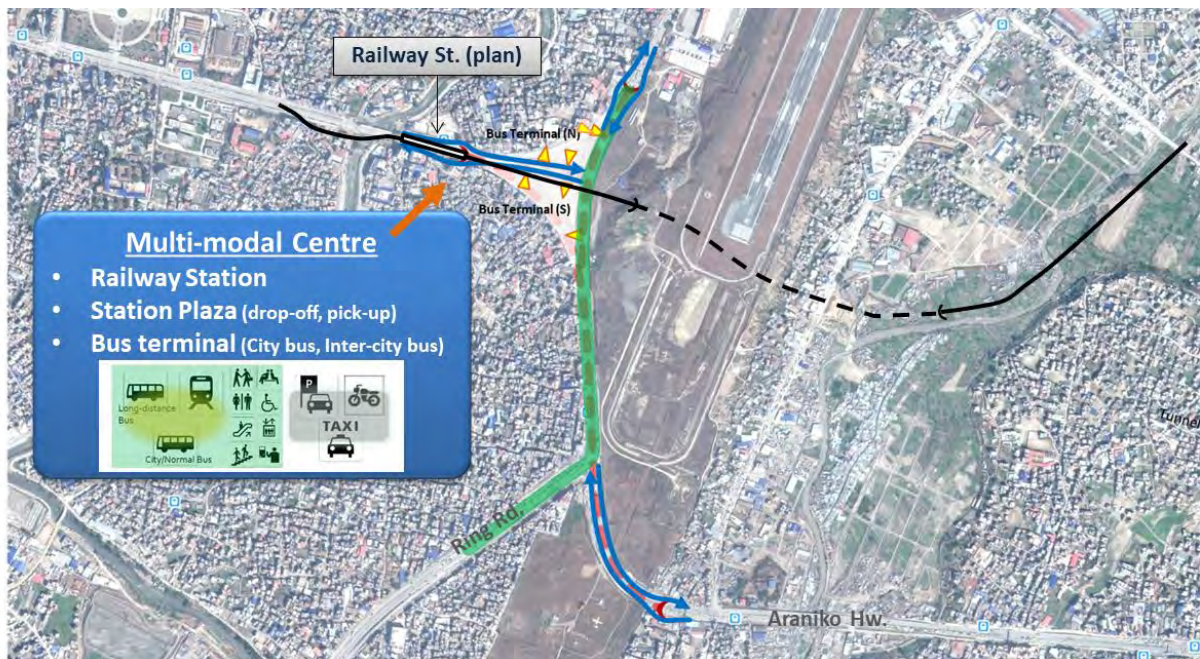 Railway St. (plan)
Bus Terminal (N)
Bus Terminal (S)
Multi-modal Centre
• Railway Station
• Station Plaza (drop-off, pick-up)
• Bus terminal (City bus, Inter-city bus)
Long-distance
Bus
P
TAXI
City/Normal Bus
Ring Rd.
Araniko Hw.
Tunnel